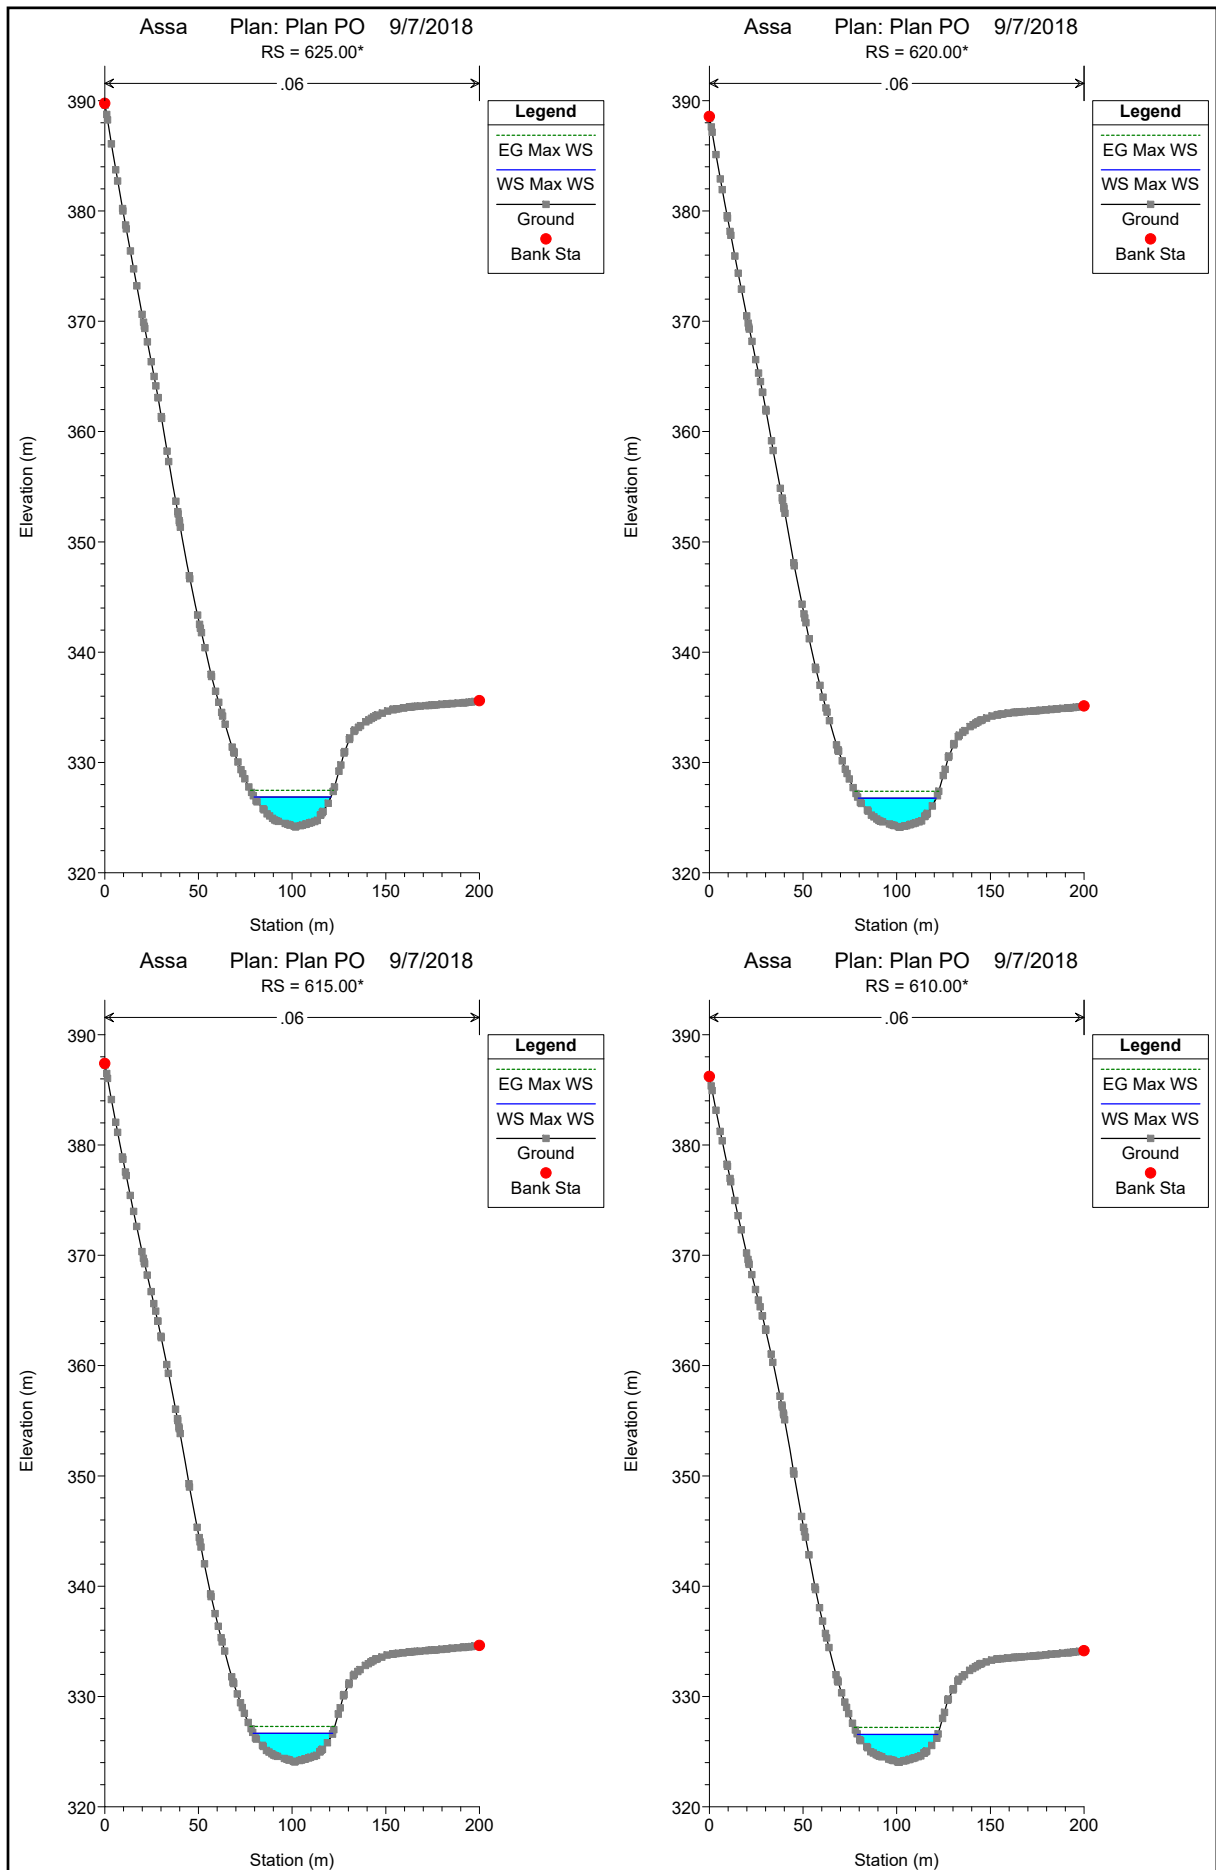 Assa Plan: Plan PO 9/7/2018
RS = 625.00*
.06
Legend
EG Max WS
WS Max WS
Ground
Bank Sta
390
380
370
360
350
340
330
320
Elevation (m)
0 50 100 150 200
Station (m)
Assa Plan: Plan PO 9/7/2018
RS = 620.00*
.06
Legend
EG Max WS
WS Max WS
Ground
Bank Sta
390
380
370
360
350
340
330
320
Elevation (m)
0 50 100 150 200
Station (m)
Assa Plan: Plan PO 9/7/2018
RS = 615.00*
.06
Legend
EG Max WS
WS Max WS
Ground
Bank Sta
390
380
370
360
350
340
330
320
Elevation (m)
0 50 100 150 200
Station (m)
Assa Plan: Plan PO 9/7/2018
RS = 610.00*
.06
Legend
EG Max WS
WS Max WS
Ground
Bank Sta
390
380
370
360
350
340
330
320
Elevation (m)
0 50 100 150 200
Station (m)